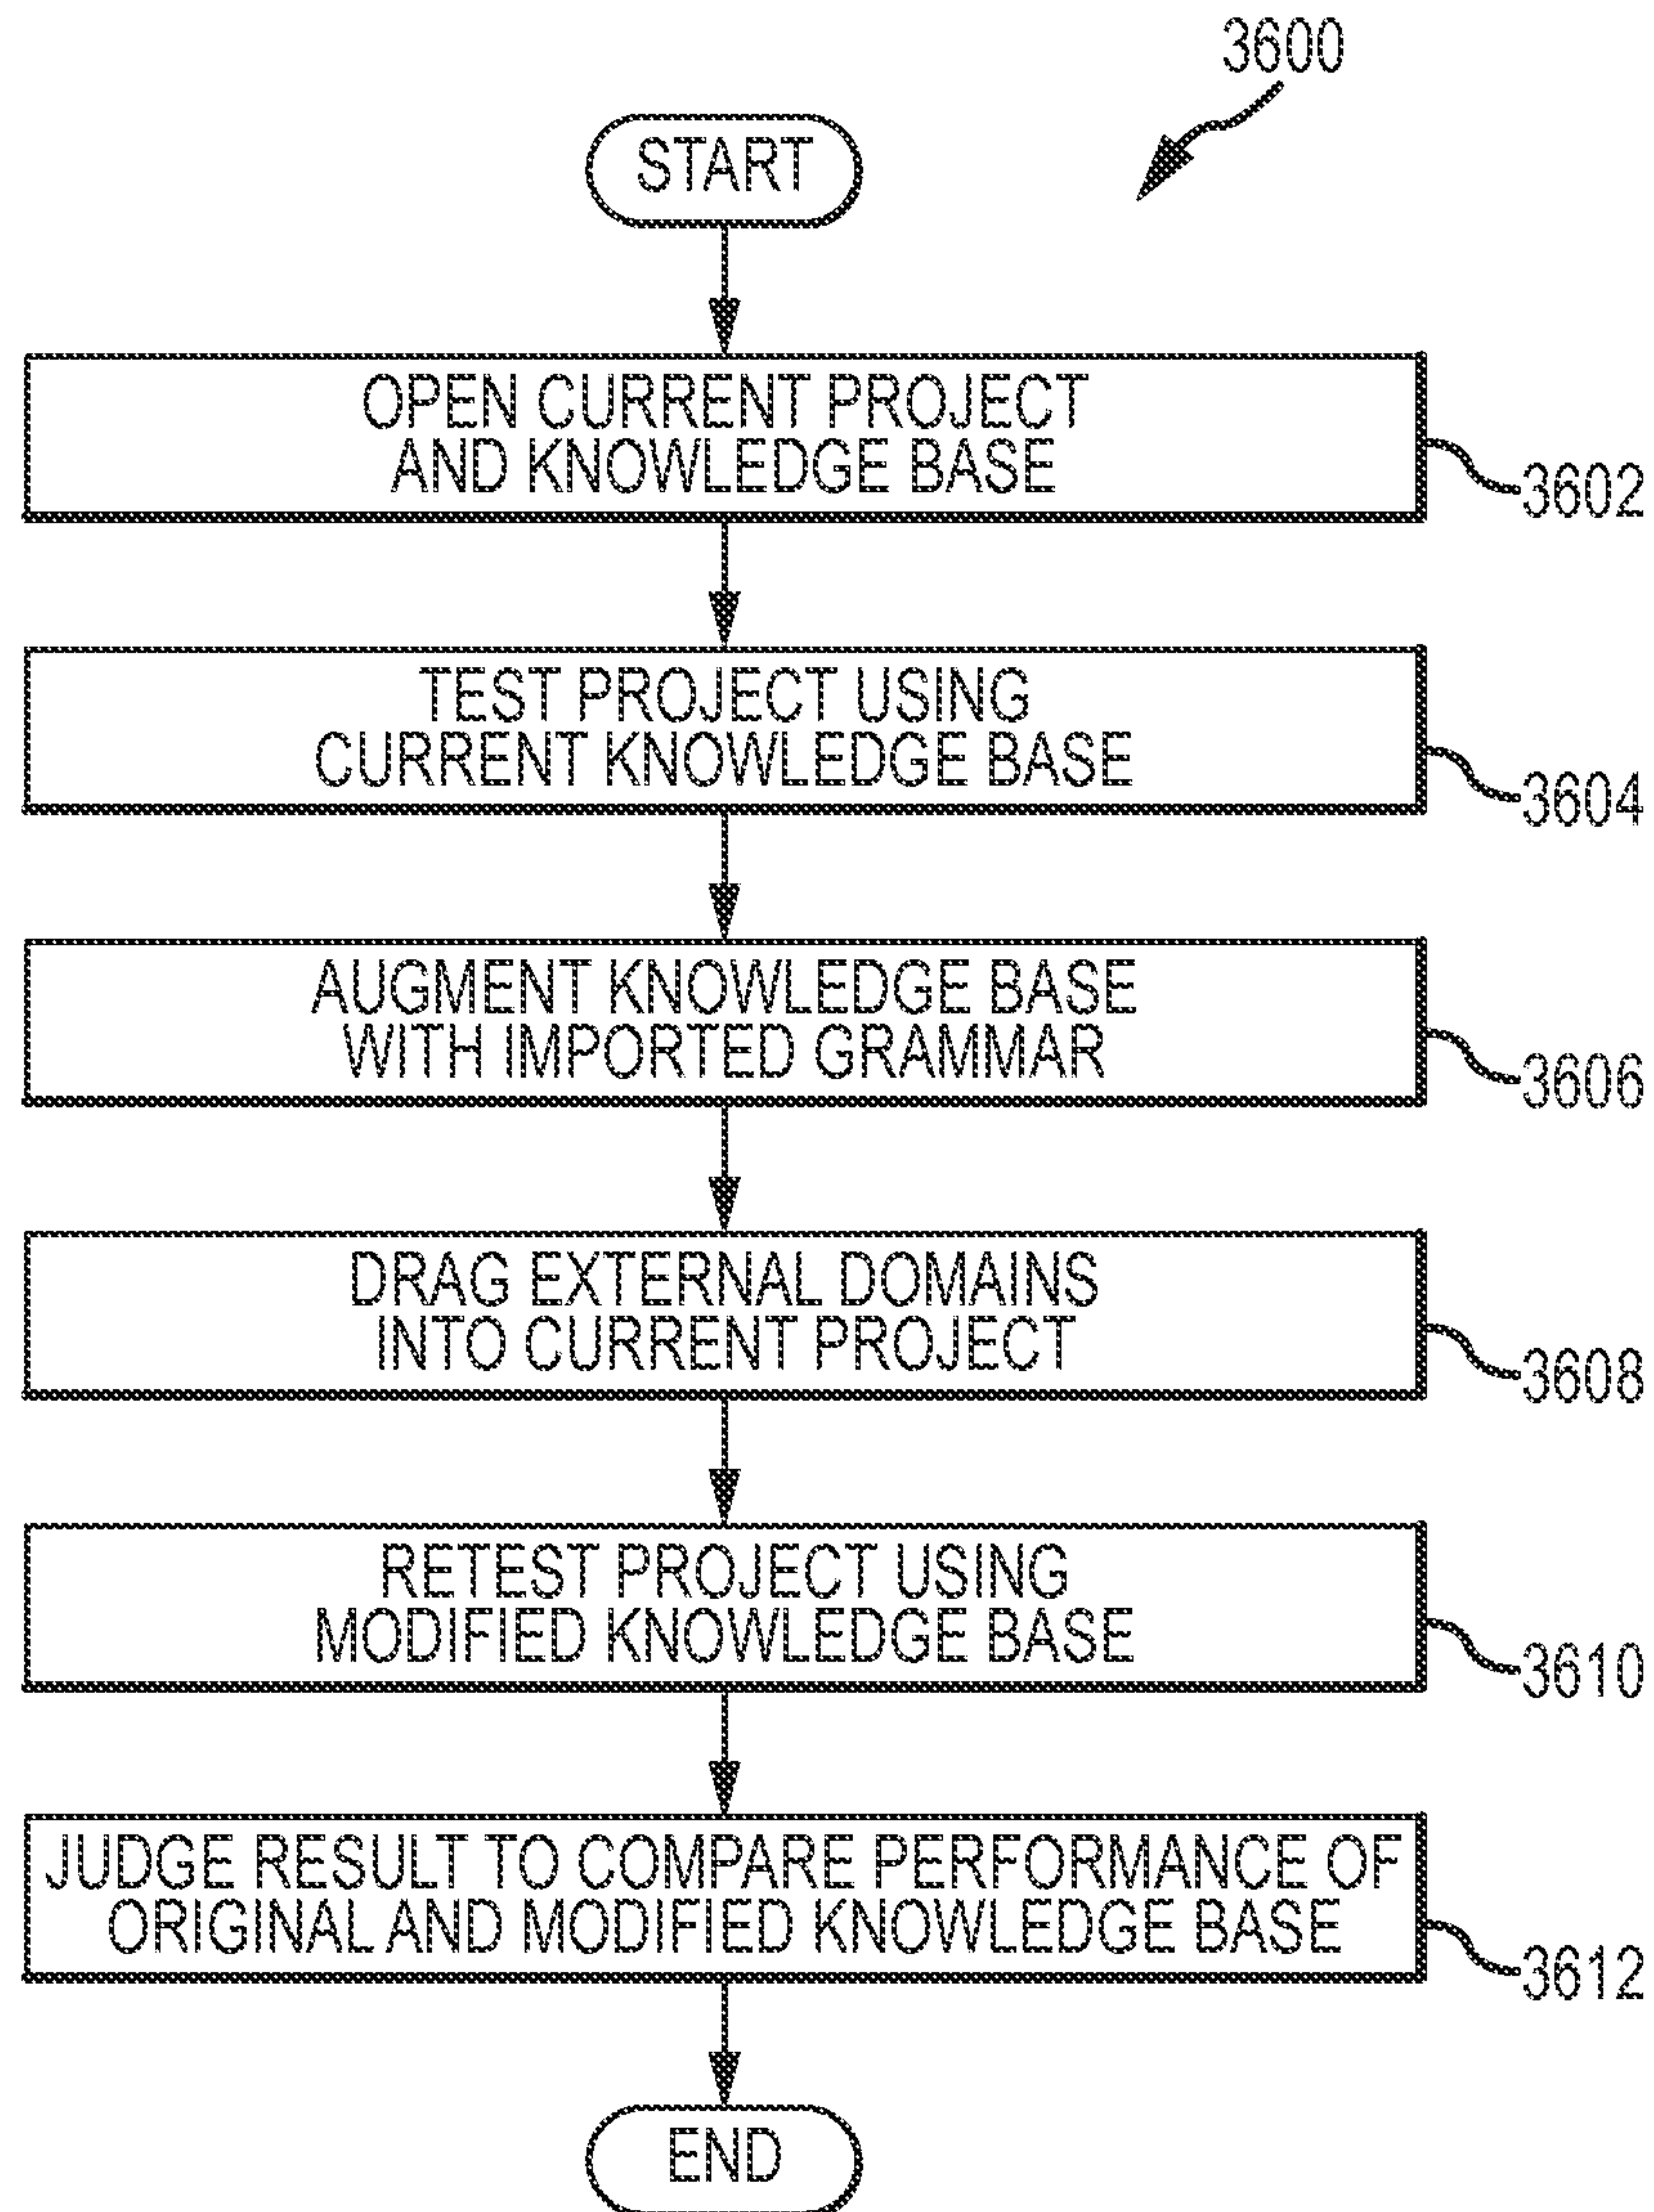 3600
START
OPEN CURRENT PROJECT
AND KNOWLEDGE BASE
3602
TEST PROJECT USING
CURRENT KNOWLEDGE BASE
3604
AUGMENT KNOWLEDGE BASE
WITH IMPORTED GRAMMAR
3606
DRAG EXTERNAL DOMAINS
INTO CURRENT PROJECT
3608
RETEST PROJECT USING
MODIFIED KNOWLEDGE BASE
3610
JUDGE RESULT TO COMPARE PERFORMANCE OF
ORIGINAL AND MODIFIED KNOWLEDGE BASE
3612
END